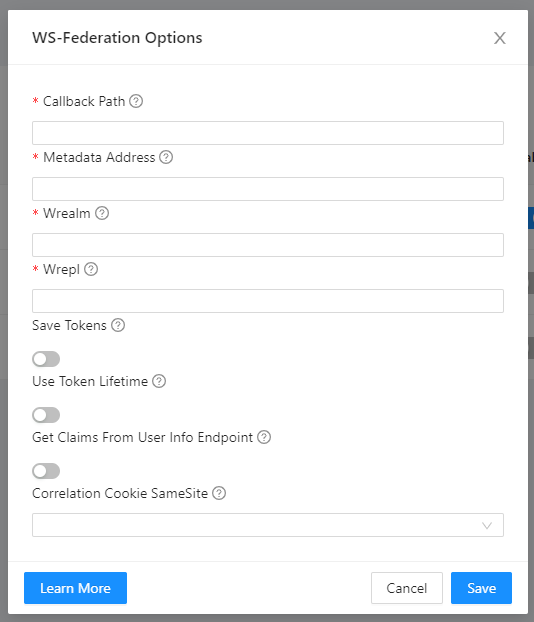 WS-Federation Options
* Callback Path
* Metadata Address
* Wrealm
* Wrepl
Save Tokens
Use Token Lifetime
Get Claims From User Info Endpoint
Correlation Cookie SameSite
Learn More Cancel Save